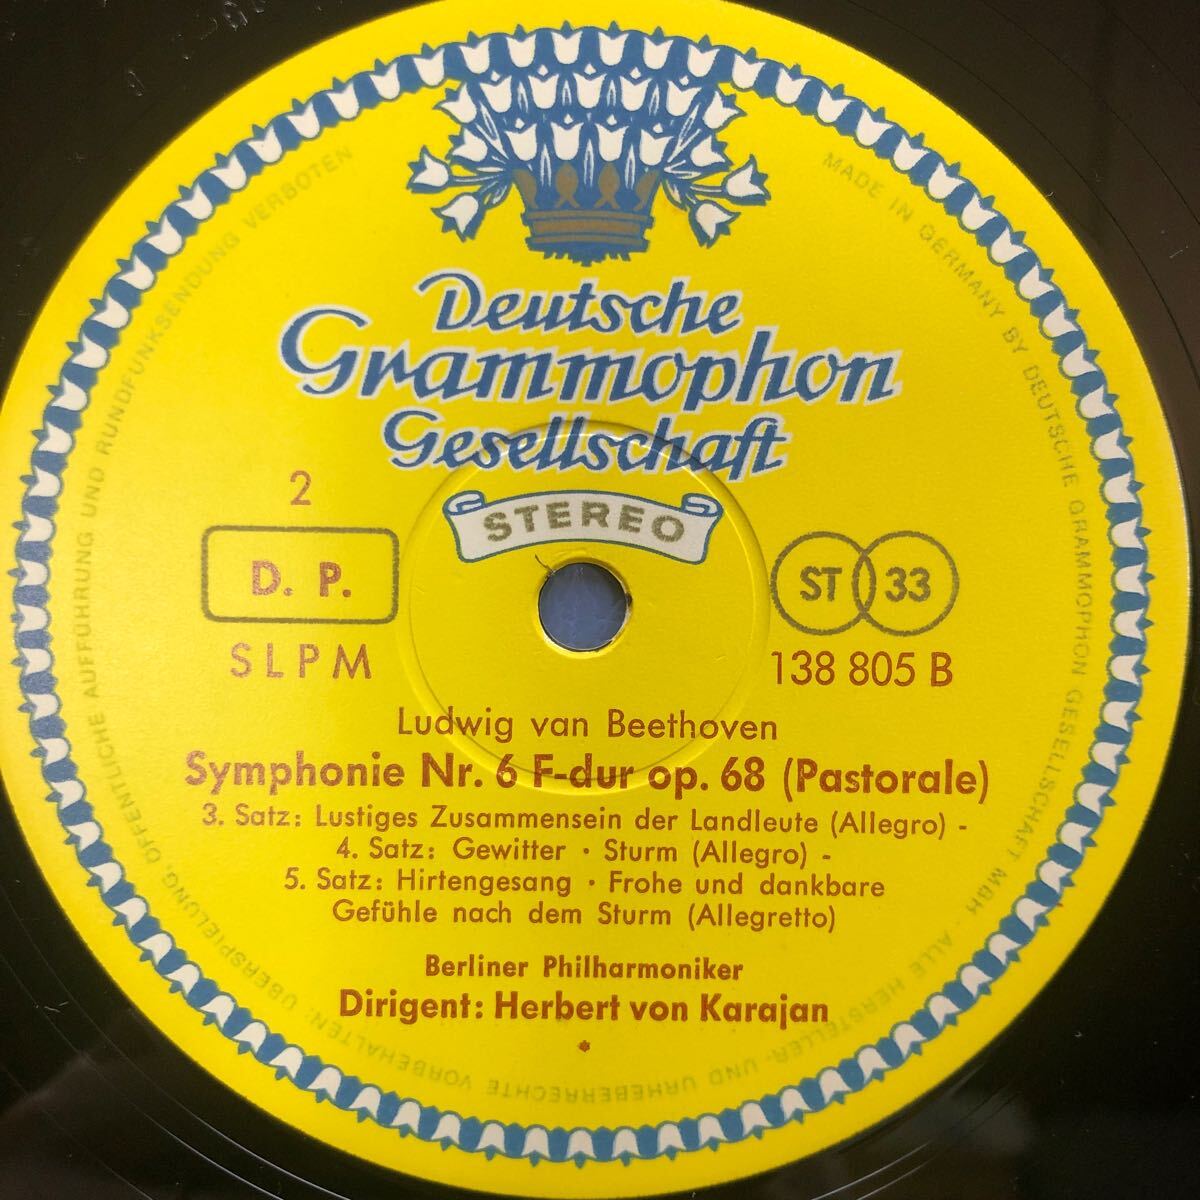 Deutsche
Grammophon
Gesellschaft
STEREO
2
D. P.
SLPM
ST 33
138 805 B
Ludwig van Beethoven
Symphonie Nr. 6 F-dur op. 68 (Pastorale)
3. Satz: Lustiges Zusammensein der Landleute (Allegro) -
4. Satz: Gewitter · Sturm (Allegro) -
5. Satz: Hirtengesang · Frohe und dankbare
Gefühle nach dem Sturm (Allegretto)
Berliner Philharmoniker
Dirigent: Herbert von Karajan
*
MADE IN GERMANY BY DEUTSCHE GRAMMOPHON GESELLSCHAFT MBH · ALLE HERSTELLER- UND URHEBERRECHTE VORBEHALTEN: ÜBERSPIELUNG, ÖFFENTLICHE AUFFÜHRUNG UND RUNDFUNKSENDUNG VERBOTEN